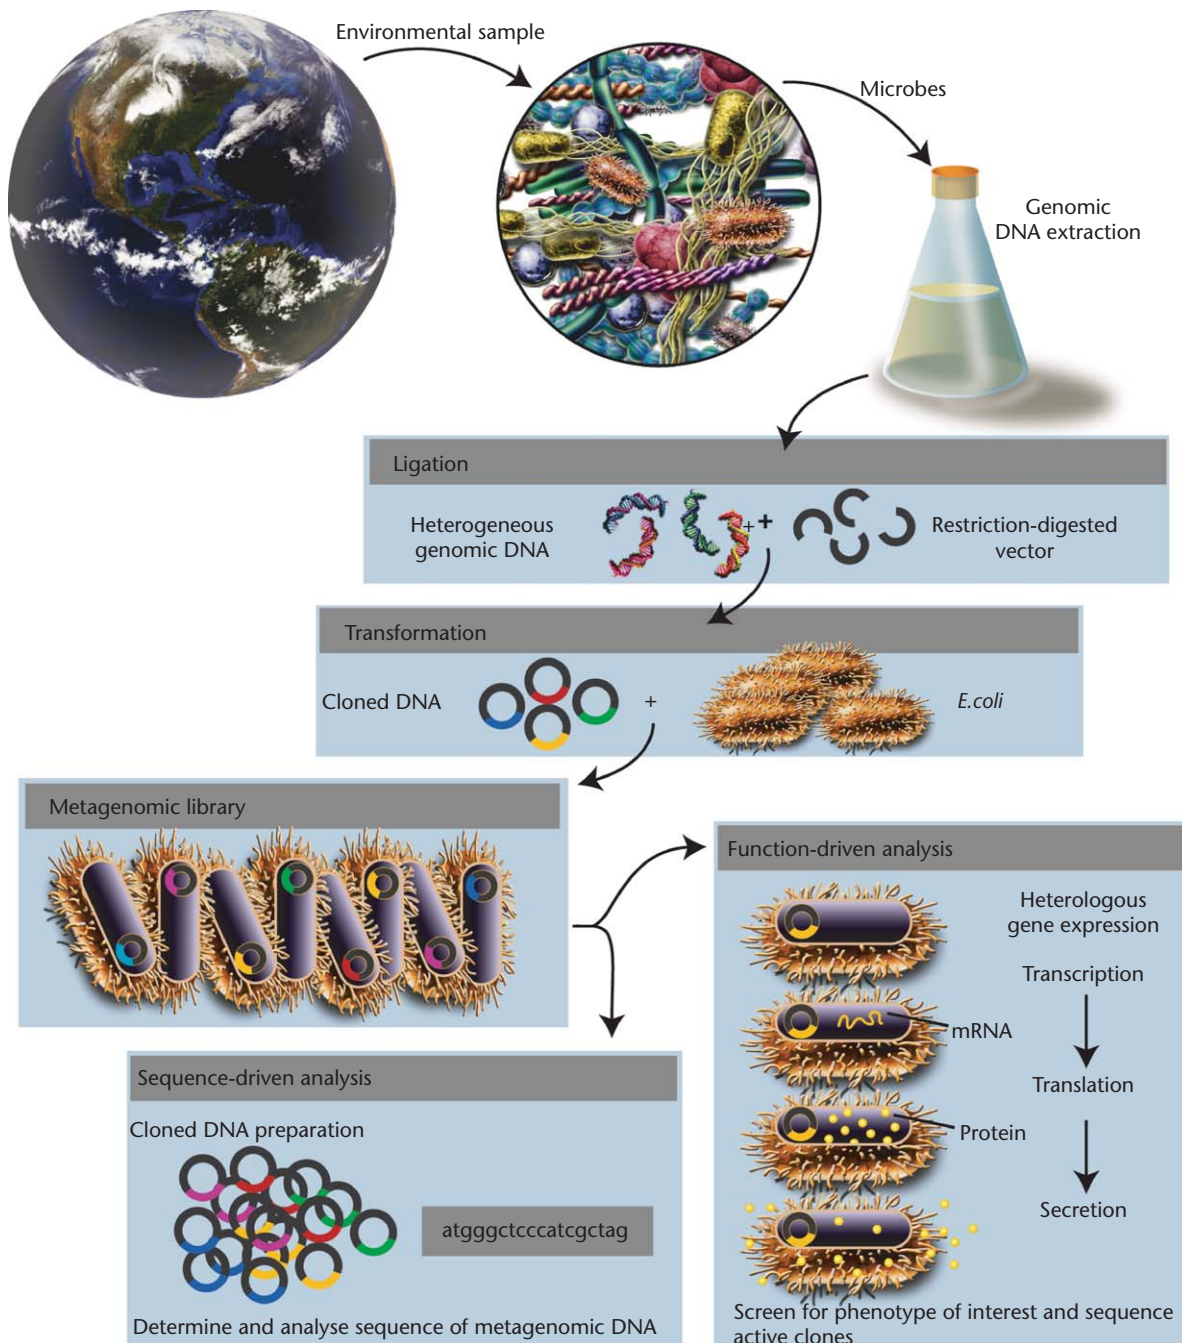 Environmental sample
Microbes
Genomic
DNA extraction
Ligation
Heterogeneous
genomic DNA
+ +
Restriction-digested
vector
Transformation
Cloned DNA
+
E.coli
Metagenomic library
Function-driven analysis
Heterologous
gene expression
Transcription
mRNA
Translation
Protein
Secretion
Screen for phenotype of interest and sequence
active clones
Sequence-driven analysis
Cloned DNA preparation
atgggctcccatcgctag
Determine and analyse sequence of metagenomic DNA